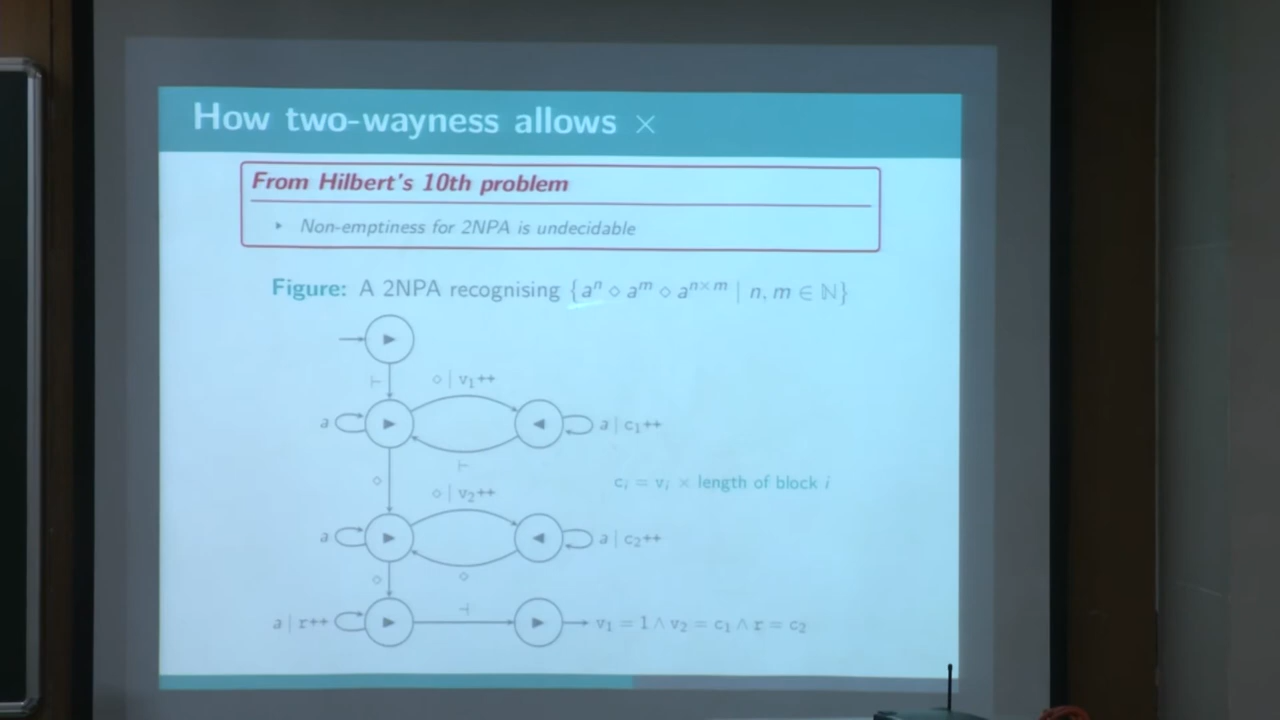 How two-wayness allows ×
From Hilbert's 10th problem
‣ Non-emptiness for 2NPA is undecidable
Figure: A 2NPA recognising {aⁿ ⋄ aᵐ ⋄ aⁿˣᵐ | n, m ∈ ℕ}
▶
⊢
⋄ | v₁++
a ▶ ◀ a | c₁++
⊢
⋄
cᵢ = vᵢ × length of block i
⋄ | v₂++
a ▶ ◀ a | c₂++
⋄
⋄
⊣
a | r++ ▶ ▶ v₁ = 1 ∧ v₂ = c₁ ∧ r = c₂